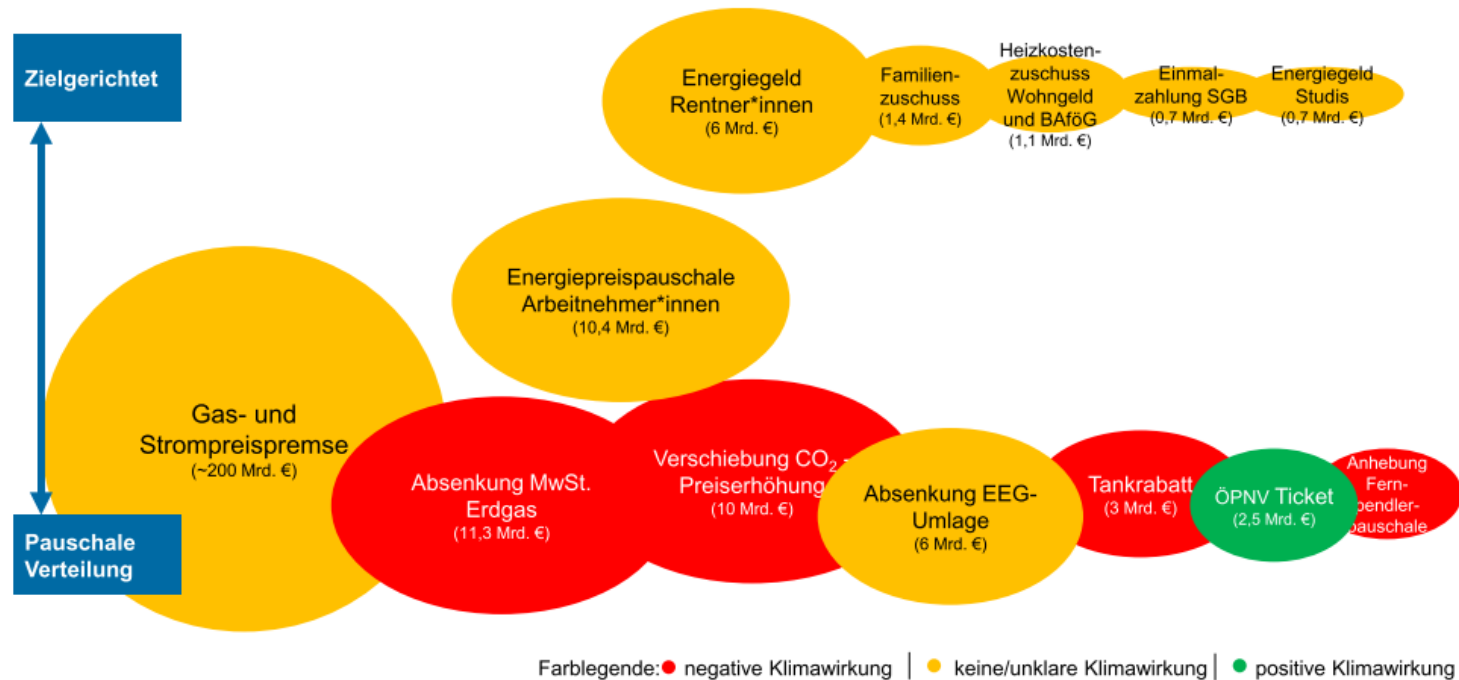 Zielgerichtet
Energiegeld
Rentner*innen
(6 Mrd. €)
Familien-
zuschuss
(1,4 Mrd. €)
Heizkosten-
zuschuss
Wohngeld
und BAföG
(1,1 Mrd. €)
Einmal-
zahlung SGB
(0,7 Mrd. €)
Energiegeld
Studis
(0,7 Mrd. €)
Energiepreispauschale
Arbeitnehmer*innen
(10,4 Mrd. €)
Gas- und
Strompreispremse
(~200 Mrd. €)
Absenkung MwSt.
Erdgas
(11,3 Mrd. €)
Verschiebung CO₂ -
Preiserhöhung
(10 Mrd. €)
Absenkung EEG-
Umlage
(6 Mrd. €)
Tankrabatt
(3 Mrd. €)
ÖPNV Ticket
(2,5 Mrd. €)
Anhebung
Fern-
pendler-
pauschale
Pauschale
Verteilung
Farblegende: negative Klimawirkung | keine/unklare Klimawirkung | positive Klimawirkung